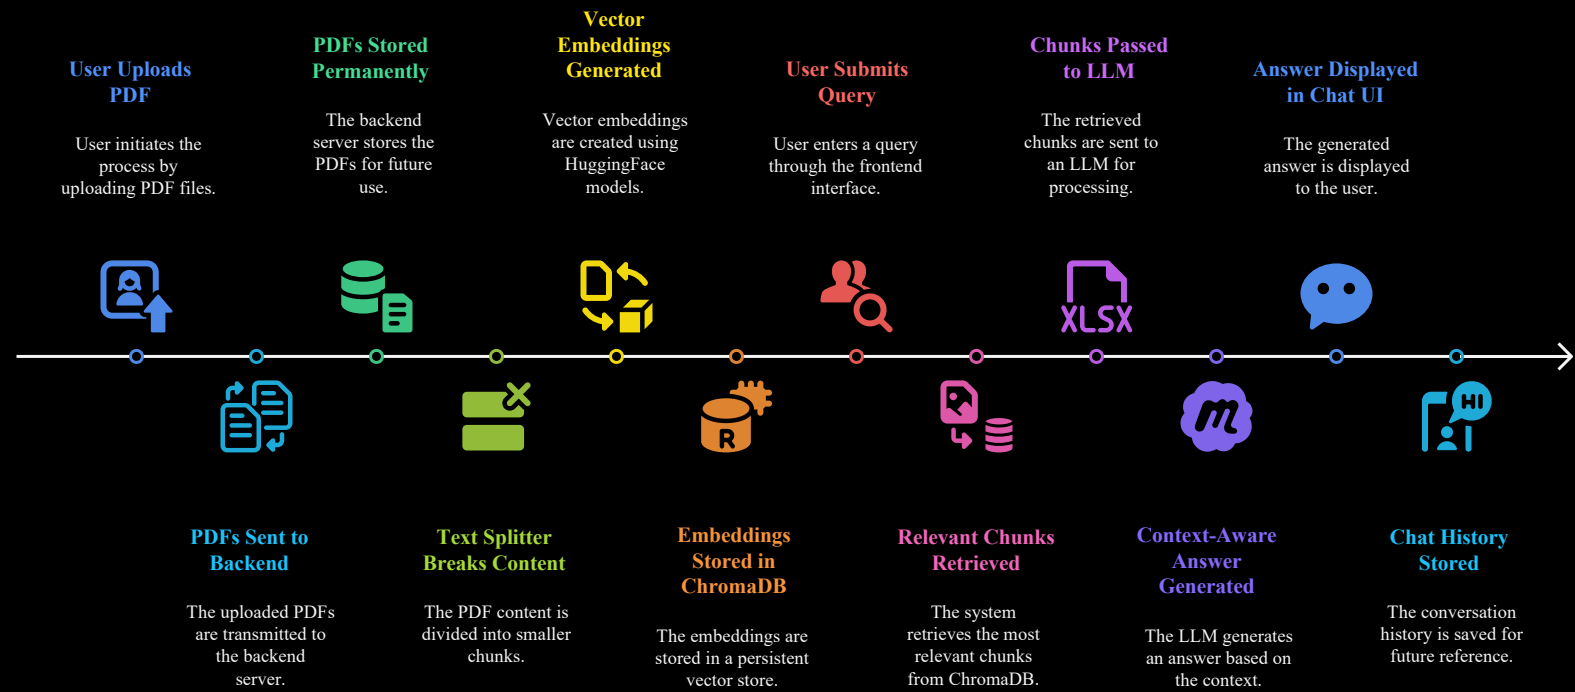 User Uploads
PDF
User initiates the
process by
uploading PDF files.
PDFs Sent to
Backend
The uploaded PDFs
are transmitted to
the backend
server.
PDFs Stored
Permanently
The backend
server stores the
PDFs for future
use.
Text Splitter
Breaks Content
The PDF content is
divided into smaller
chunks.
Vector
Embeddings
Generated
Vector embeddings
are created using
HuggingFace
models.
R
Embeddings
Stored in
ChromaDB
The embeddings are
stored in a persistent
vector store.
User Submits
Query
User enters a query
through the frontend
interface.
Relevant Chunks
Retrieved
The system
retrieves the most
relevant chunks
from ChromaDB.
Chunks Passed
to LLM
The retrieved
chunks are sent to
an LLM for
processing.
XLSX
m
Context-Aware
Answer
Generated
The LLM generates
an answer based on
the context.
Answer Displayed
in Chat UI
The generated
answer is displayed
to the user.
HI
Chat History
Stored
The conversation
history is saved for
future reference.